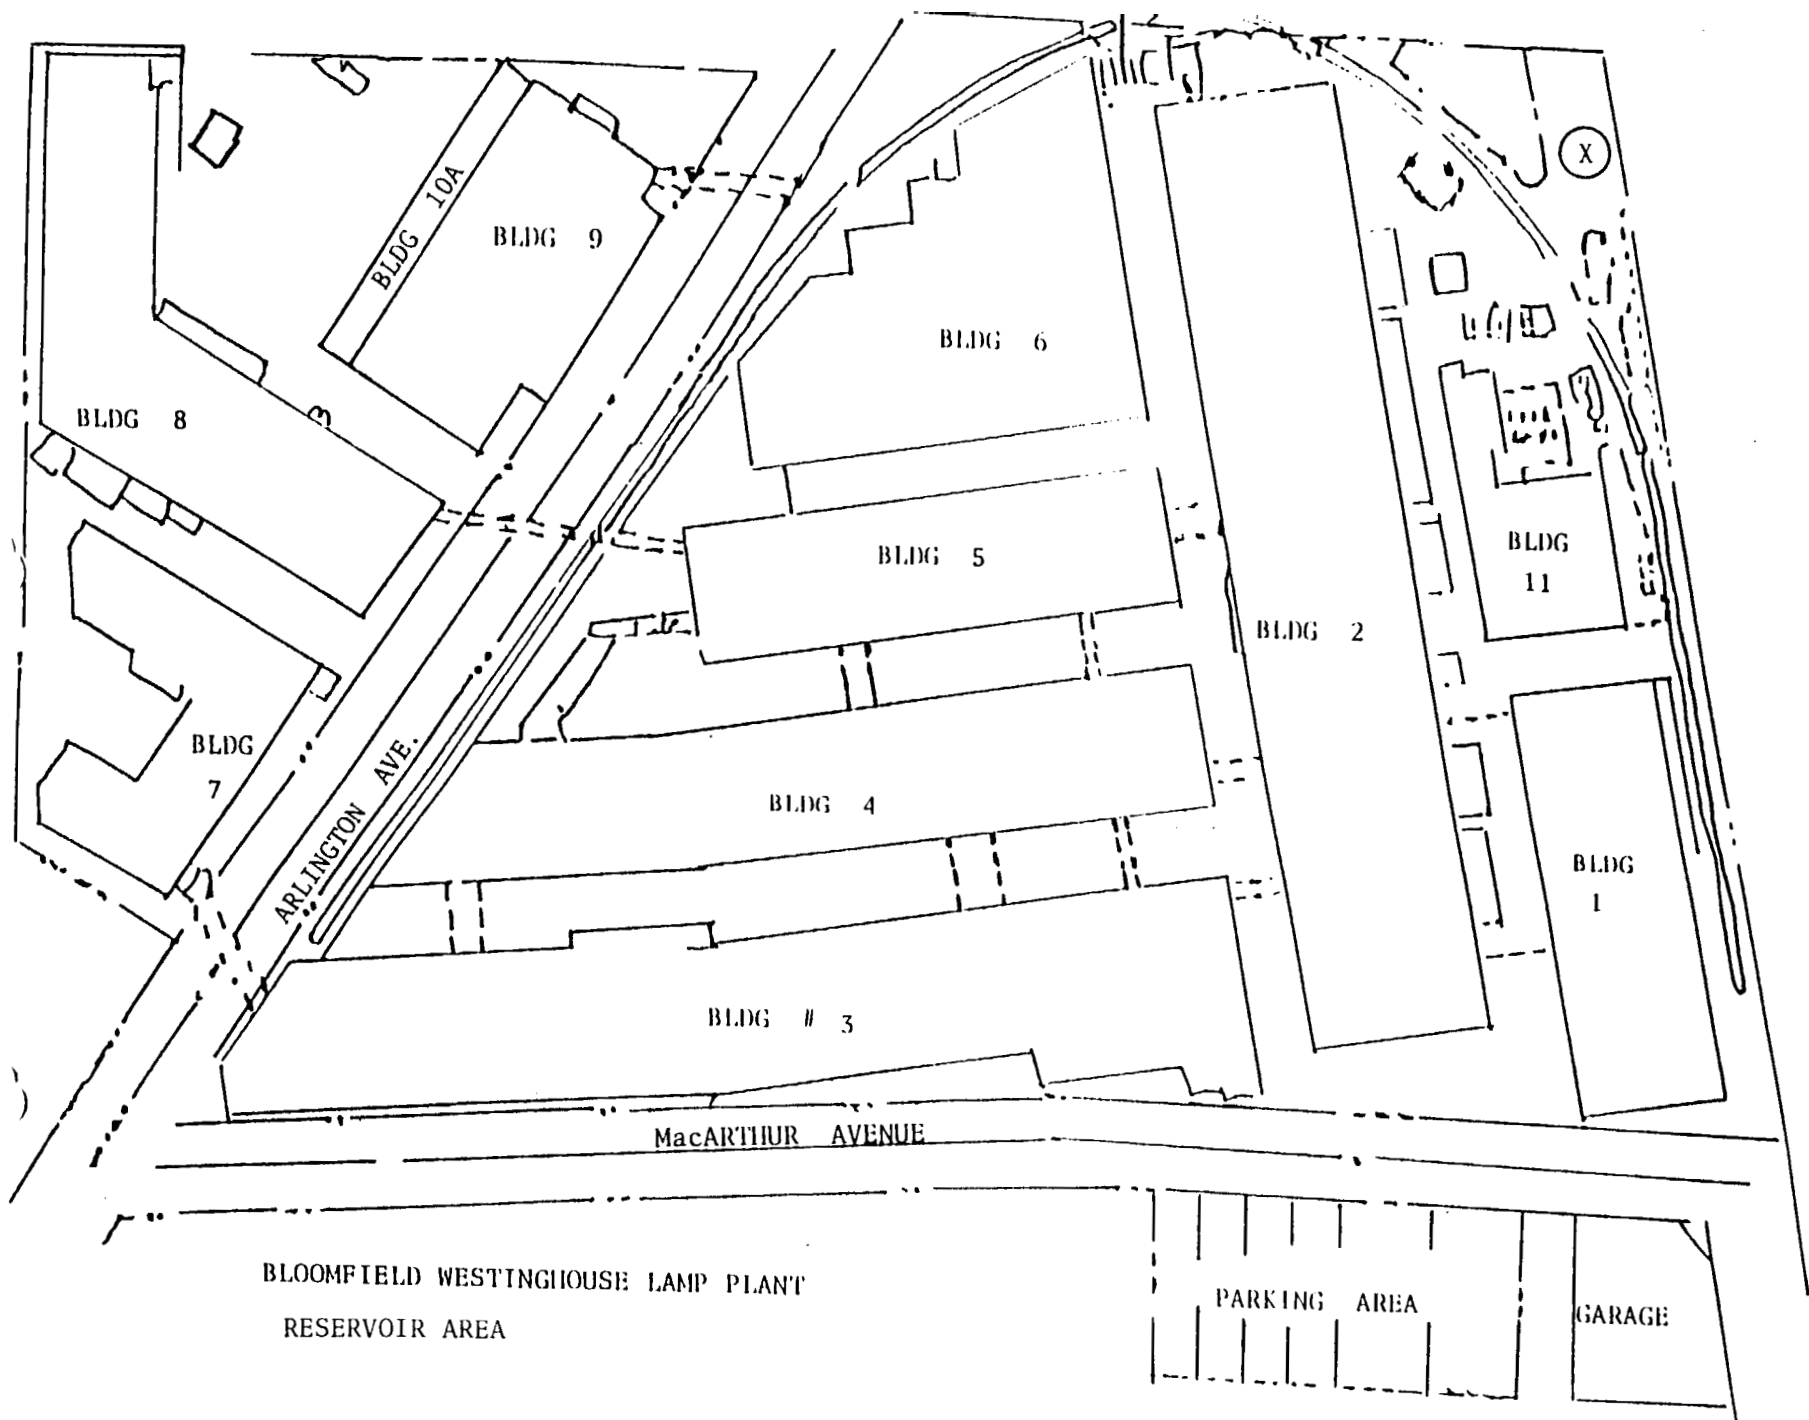 X
BLDG 10A
BLDG 9
BLDG 6
BLDG 8
BLDG 5
BLDG
11
BLDG 2
BLDG
7
ARLINGTON AVE.
BLDG 4
BLDG
1
BLDG # 3
MacARTHUR AVENUE
BLOOMFIELD WESTINGHOUSE LAMP PLANT
RESERVOIR AREA
PARKING AREA
GARAGE